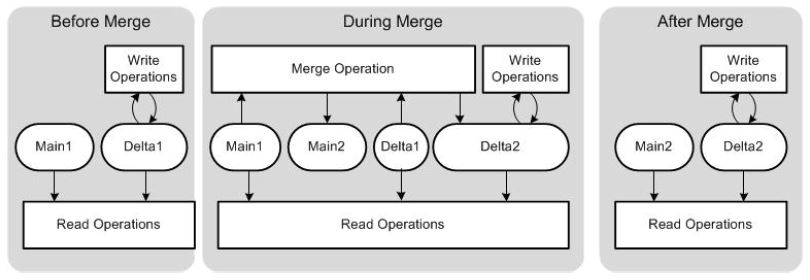 Before Merge
Write
Operations
Main1
Delta1
Read Operations
During Merge
Merge Operation
Write
Operations
Main1
Main2
Delta1
Delta2
Read Operations
After Merge
Write
Operations
Main2
Delta2
Read Operations